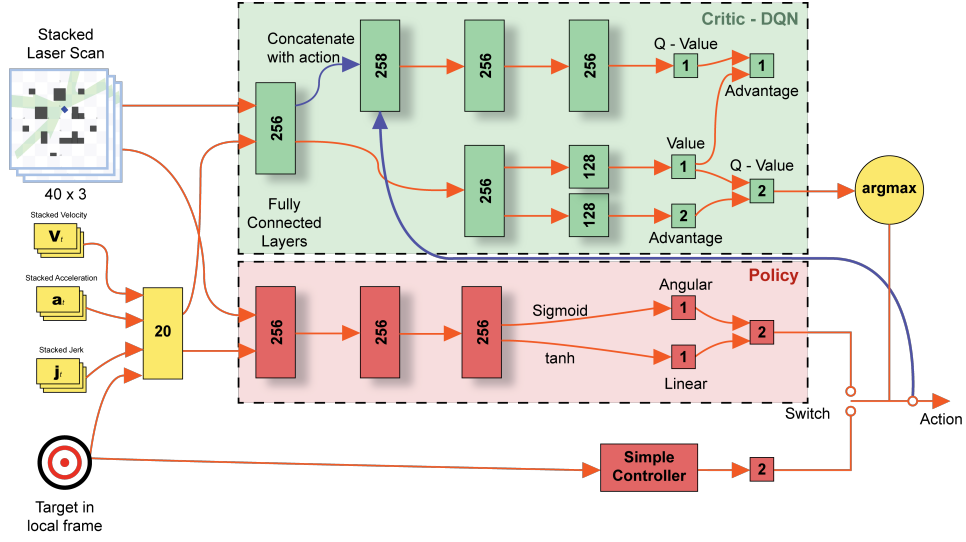 Stacked
Laser Scan
40 x 3
Stacked Velocity
V t
Stacked Acceleration
a t
Stacked Jerk
j t
20
Target in
local frame
Critic - DQN
Concatenate
with action
256
Fully
Connected
Layers
258
256
256
Q - Value
1
1
Advantage
256
128
128
Value
1
2
Advantage
Q - Value
2
argmax
Policy
256
256
256
Sigmoid
tanh
Angular
1
1
Linear
2
Switch
Action
Simple
Controller
2